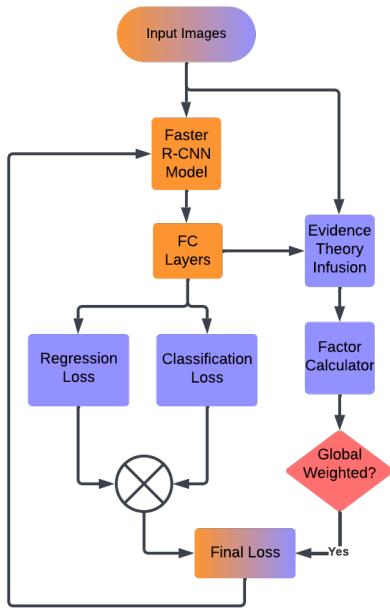 Input Images
Faster
R-CNN
Model
FC
Layers
Evidence
Theory
Infusion
Regression
Loss
Classification
Loss
Factor
Calculator
Global
Weighted?
Final Loss
Yes